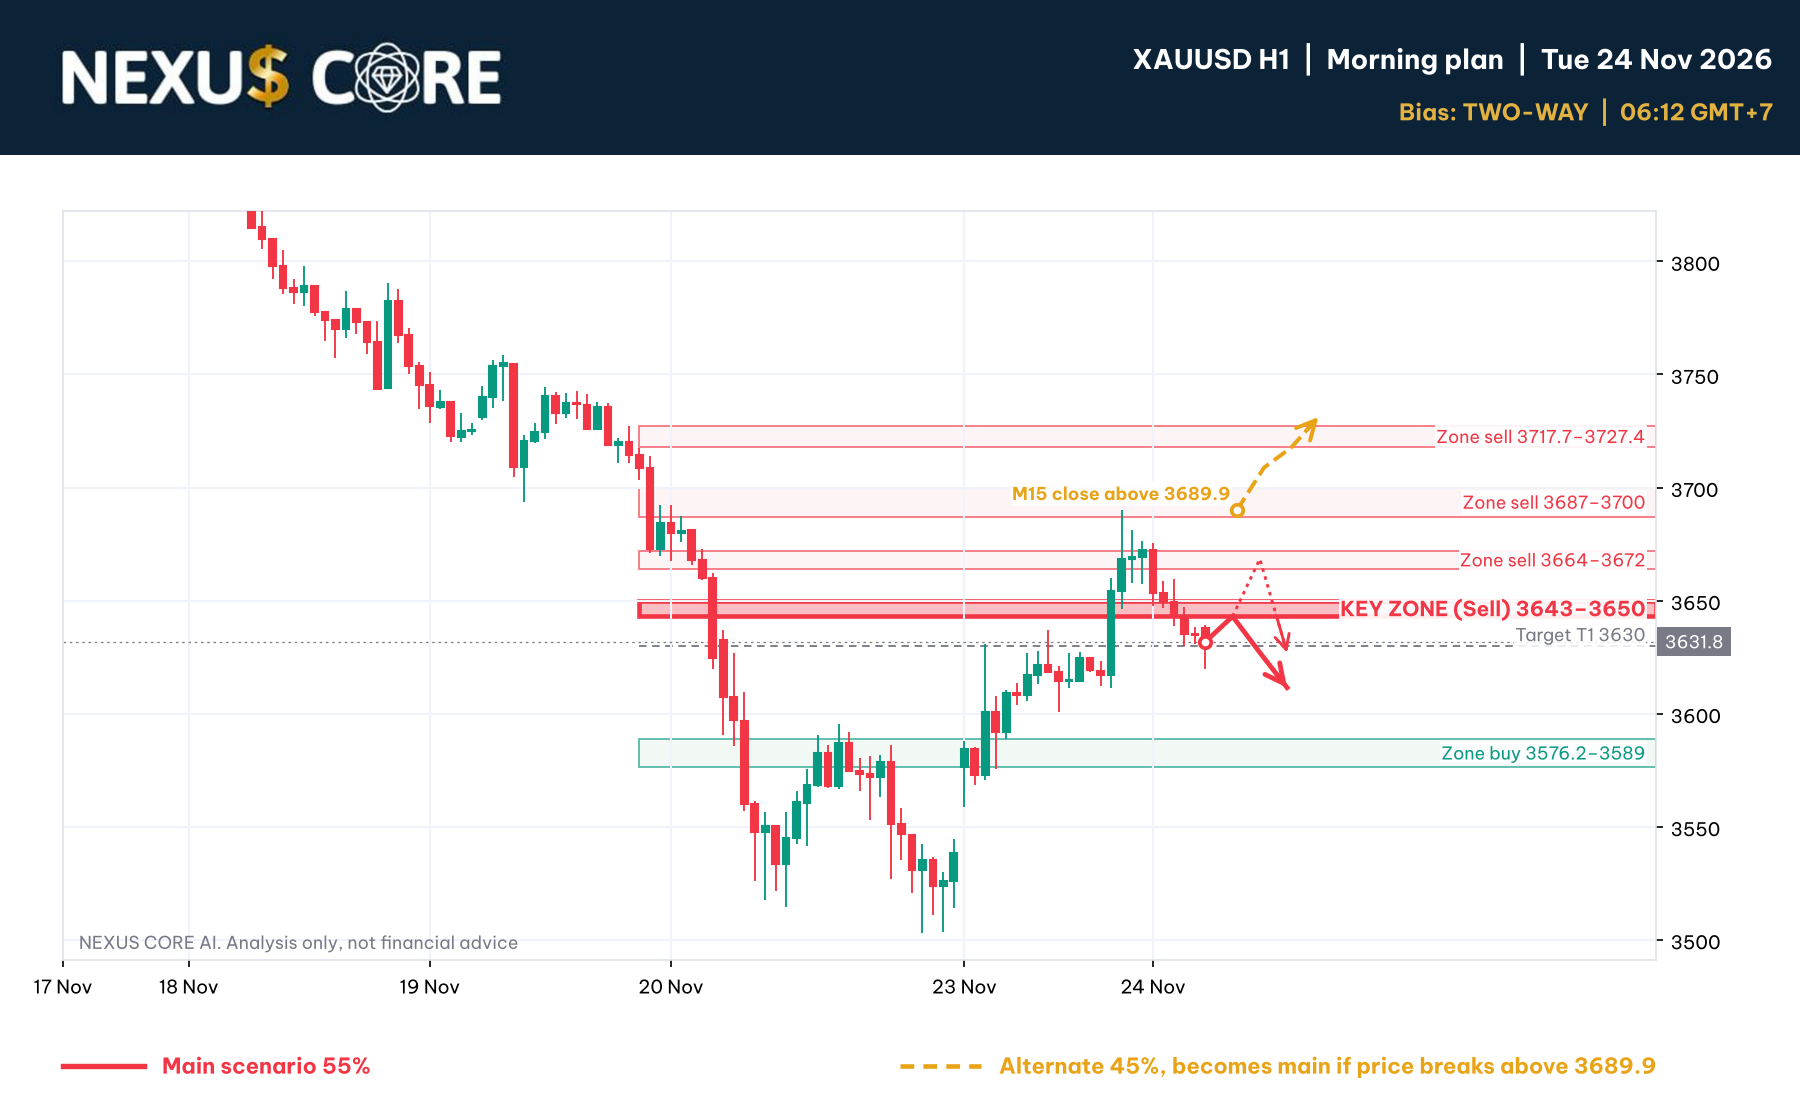 NEXU$ CORE
XAUUSD H1 | Morning plan | Tue 24 Nov 2026
Bias: TWO-WAY | 06:12 GMT+7
3800
3750
Zone sell 3717.7–3727.4
M15 close above 3689.9
3700
Zone sell 3687–3700
Zone sell 3664–3672
KEY ZONE (Sell) 3643–3650
3650
Target T1 3630
3631.8
3600
Zone buy 3576.2–3589
3550
NEXUS CORE AI. Analysis only, not financial advice
3500
17 Nov
18 Nov
19 Nov
20 Nov
23 Nov
24 Nov
Main scenario 55%
Alternate 45%, becomes main if price breaks above 3689.9